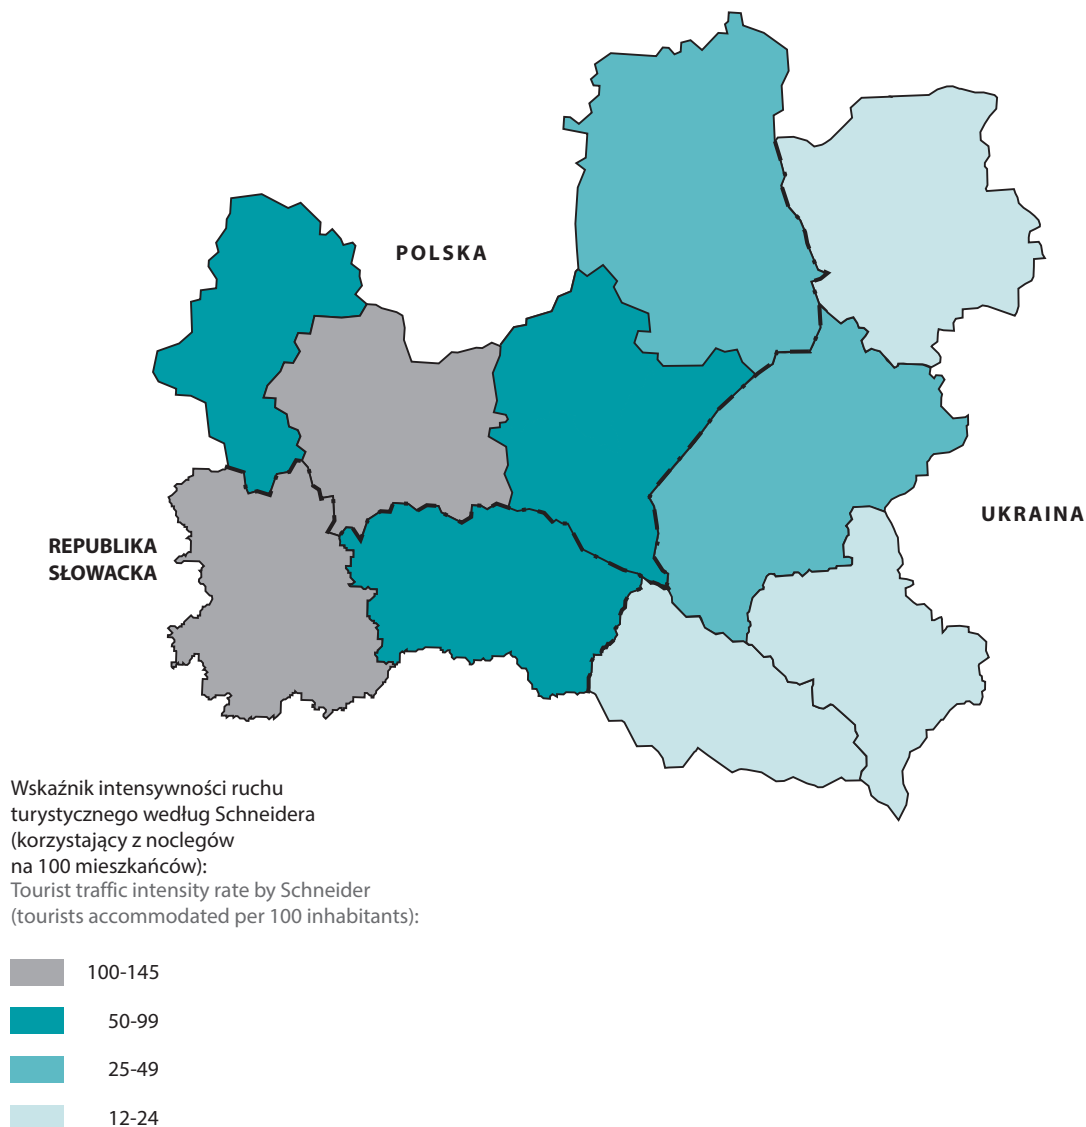 POLSKA
UKRAINA
REPUBLIKA
SŁOWACKA
Wskaźnik intensywności ruchu
turystycznego według Schneidera
(korzystający z noclegów
na 100 mieszkańców):
Tourist traffic intensity rate by Schneider
(tourists accommodated per 100 inhabitants):
100-145
50-99
25-49
12-24